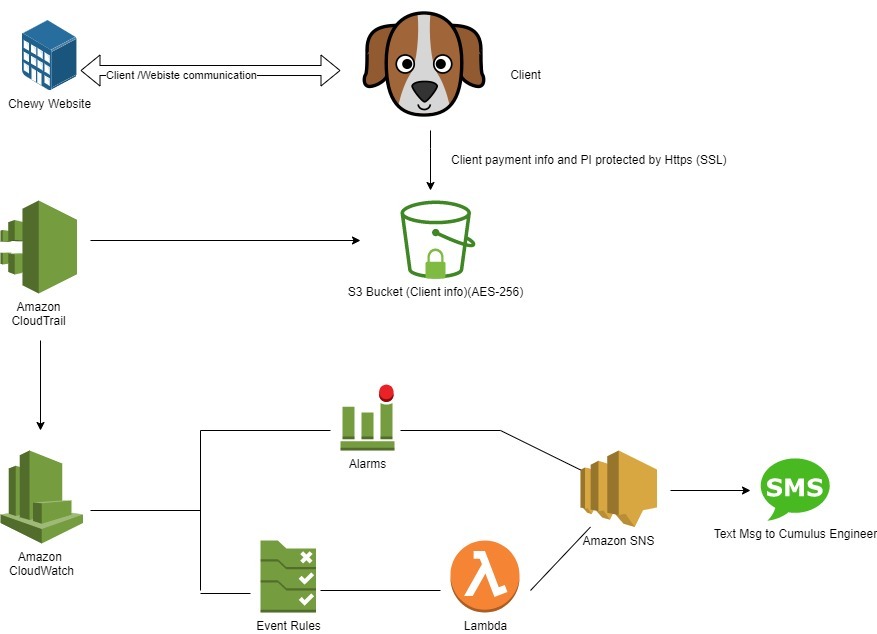 Client /Webiste communication
Client
Chewy Website
Client payment info and PI protected by Https (SSL)
S3 Bucket (Client info)(AES-256)
Amazon
CloudTrail
Alarms
SMS
Text Msg to Cumulus Engineer
Amazon SNS
Amazon
CloudWatch
Event Rules
Lambda